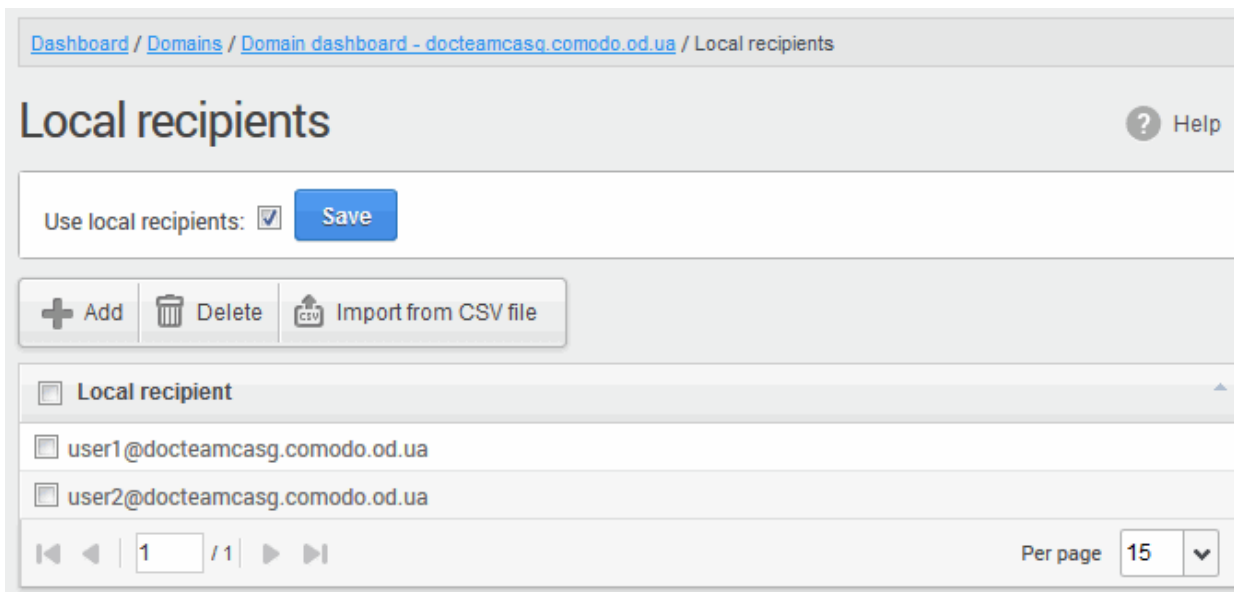 Dashboard / Domains / Domain dashboard - docteamcasg.comodo.od.ua / Local recipients
Local recipients
? Help
Use local recipients: Save
Add Delete CSV Import from CSV file
Local recipient
user1@docteamcasg.comodo.od.ua
user2@docteamcasg.comodo.od.ua
1 / 1 Per page 15